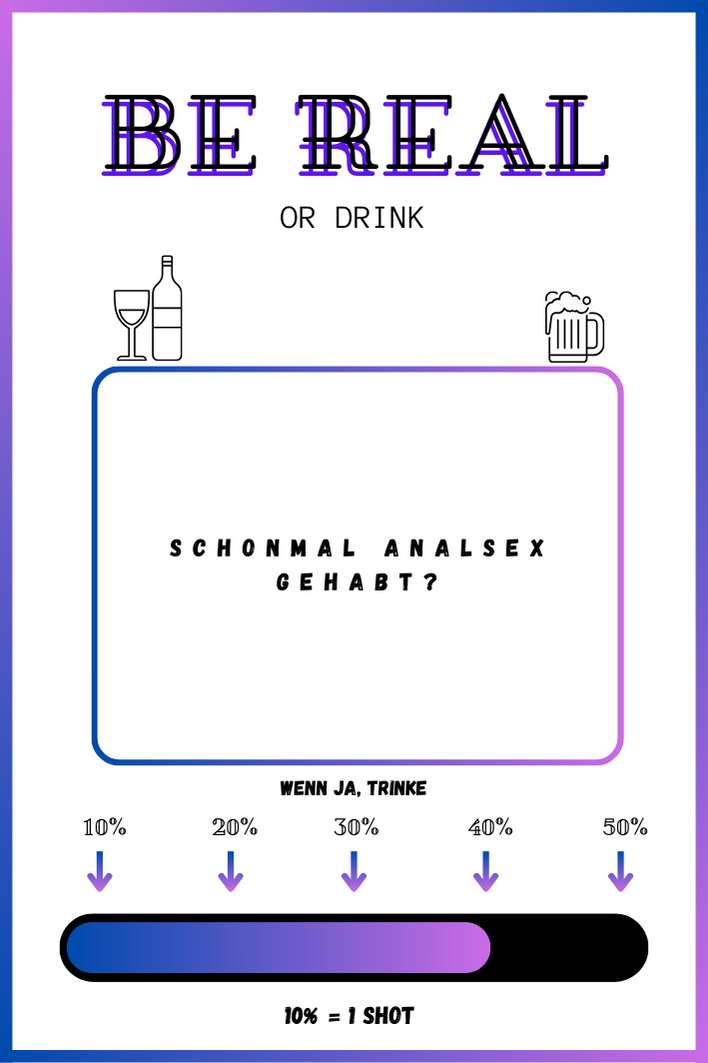 BE REAL
OR DRINK
SCHONMAL ANALSEX
GEHABT?
WENN JA, TRINKE
10% 20% 30% 40% 50%
10% = 1 SHOT